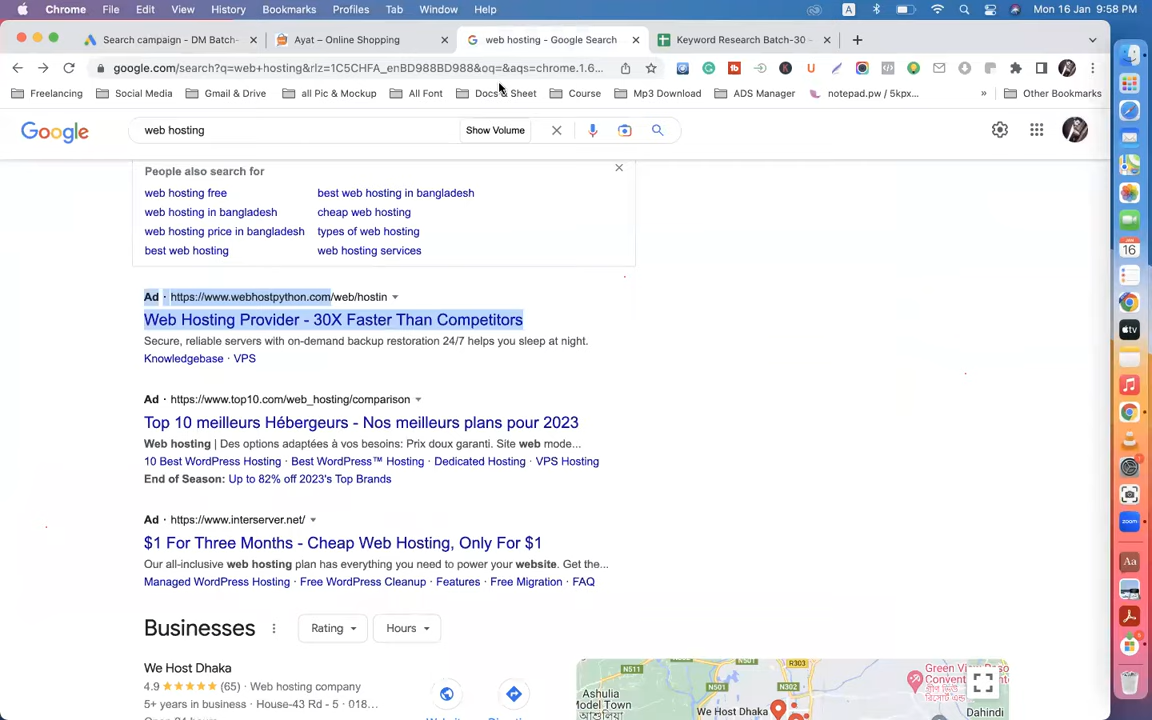 Chrome File Edit View History Bookmarks Profiles Tab Window Help A Mon 16 Jan 9:58 PM
Search campaign - DM Batch- Ayat – Online Shopping web hosting - Google Search Keyword Research Batch-30 -
google.com/search?q=web+hosting&rlz=1C5CHFA_enBD988BD988&oq=&aqs=chrome.1.6...
Freelancing Social Media Gmail & Drive all Pic & Mockup All Font Docs & Sheet Course Mp3 Download ADS Manager notepad.pw / 5kpx... » Other Bookmarks
Google web hosting Show Volume
People also search for
web hosting free best web hosting in bangladesh
web hosting in bangladesh cheap web hosting
web hosting price in bangladesh types of web hosting
best web hosting web hosting services
Ad · https://www.webhostpython.com/web/hostin
Web Hosting Provider - 30X Faster Than Competitors
Secure, reliable servers with on-demand backup restoration 24/7 helps you sleep at night.
Knowledgebase · VPS
Ad · https://www.top10.com/web_hosting/comparison
Top 10 meilleurs Hébergeurs - Nos meilleurs plans pour 2023
Web hosting | Des options adaptées à vos besoins: Prix doux garanti. Site web mode...
10 Best WordPress Hosting · Best WordPress™ Hosting · Dedicated Hosting · VPS Hosting
End of Season: Up to 82% off 2023's Top Brands
Ad · https://www.interserver.net/
$1 For Three Months - Cheap Web Hosting, Only For $1
Our all-inclusive web hosting plan has everything you need to power your website. Get the...
Managed WordPress Hosting · Free WordPress Cleanup · Features · Free Migration · FAQ
Businesses Rating Hours
We Host Dhaka
4.9 (65) · Web hosting company
5+ years in business · House-43 Rd - 5 · 018...
N511 R303
N501 N302
Ashulia
Model Town
আশুলিয়া
We Host Dhaka
Dahindi
JAN
16
tv
zoom
Aa